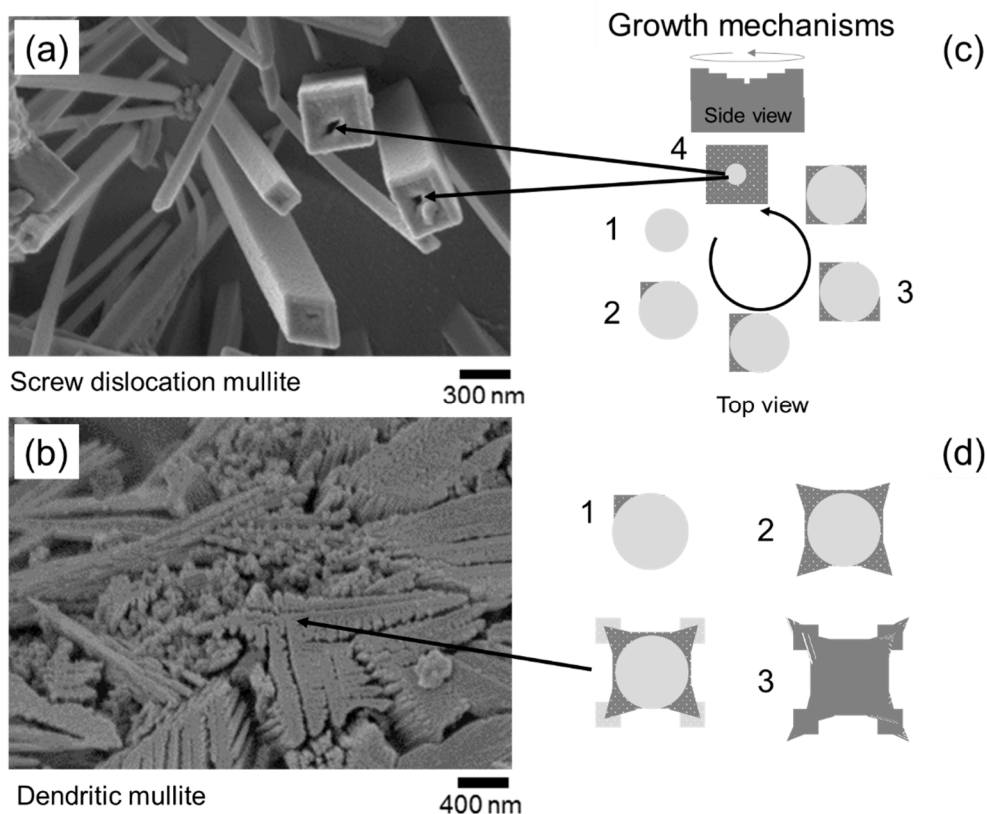 (a)
Growth mechanisms
(c)
Side view
4
1
2
3
Screw dislocation mullite
300 nm
Top view
(b)
(d)
1
2
3
Dendritic mullite
400 nm